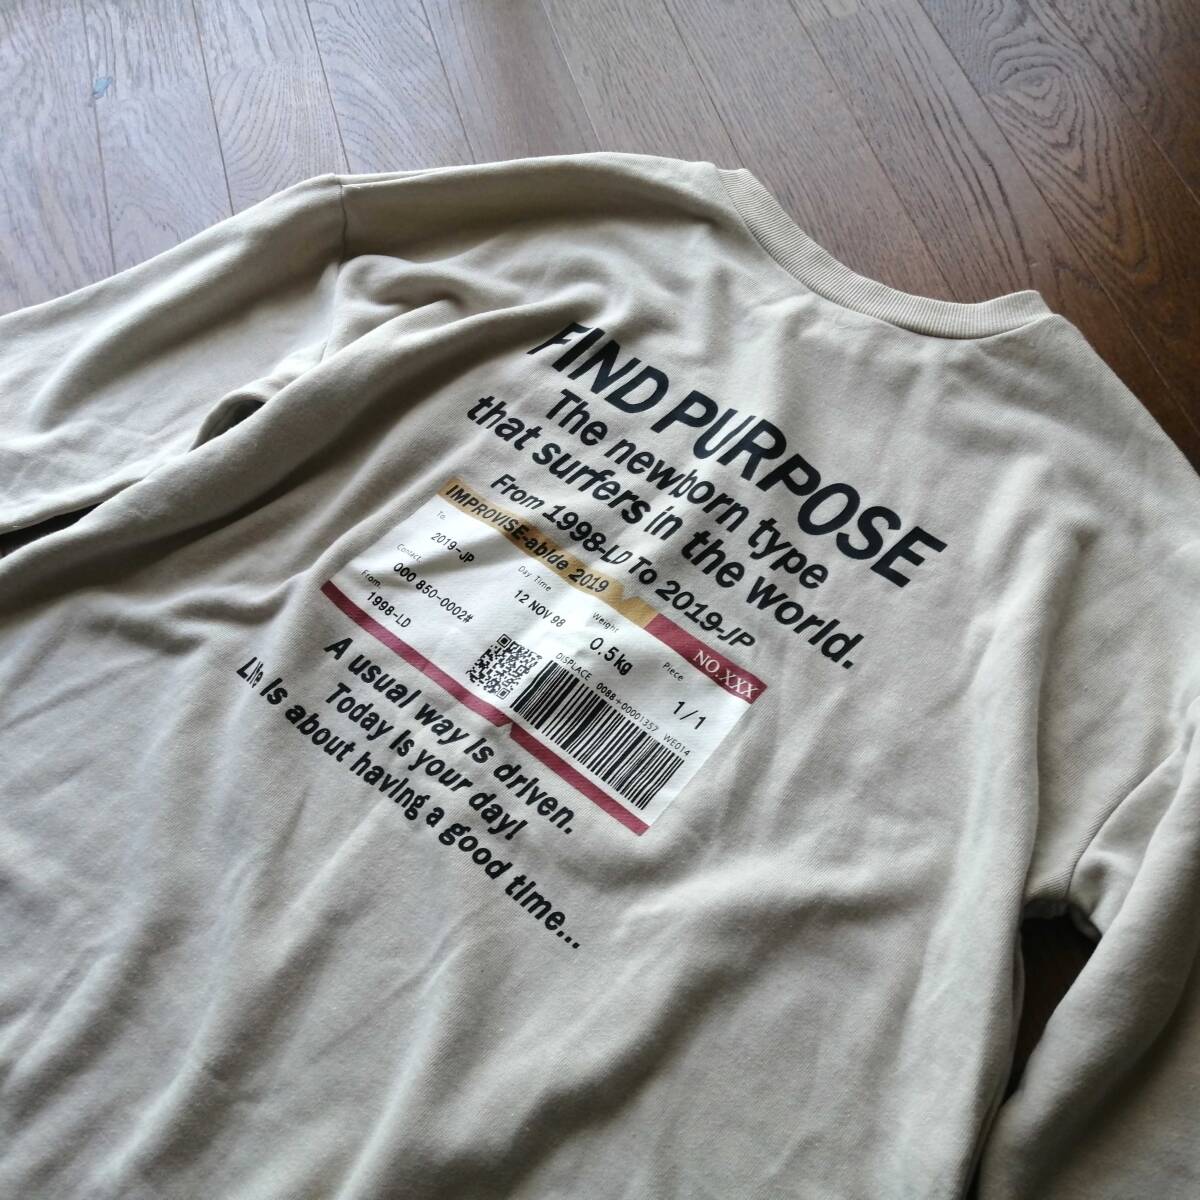 FIND PURPOSE
The newborn type
that surfers in the world.
From 1998-LD To 2019-JP
IMPROVISE-abide 2019
NO.XXX
To
2019-JP
Contact
000 850-0002#
From
1998-LD
Day Time
12 NOV 98
Weight
0.5kg
Piece
1/1
DISPLACE 0088+00001357 WE014
A usual way is driven.
Today is your day!
Life is about having a good time...